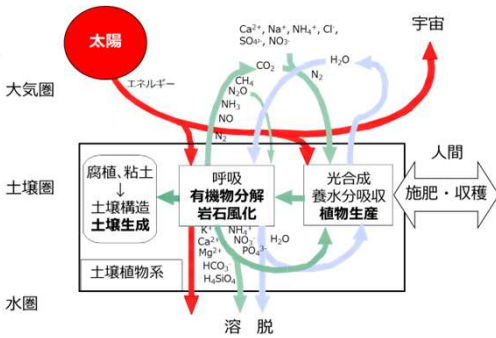 太陽
エネルギー
Ca²⁺, Na⁺, NH₄⁺, Cl⁻,
SO₄²⁻, NO₃⁻
宇宙
大気圏
CO₂
H₂O
N₂
CH₄
N₂O
NH₃
NO
N₂
土壌圏
腐植、粘土
↓
土壌構造
土壌生成
呼吸
有機物分解
岩石風化
光合成
養水分吸収
植物生産
人間
施肥・収穫
K⁺
Ca²⁺
Mg²⁺
HCO₃⁻
H₄SiO₄
NH₄⁺
NO₃⁻
PO₄³⁻
H₂O
土壌植物系
水圏
溶 脱